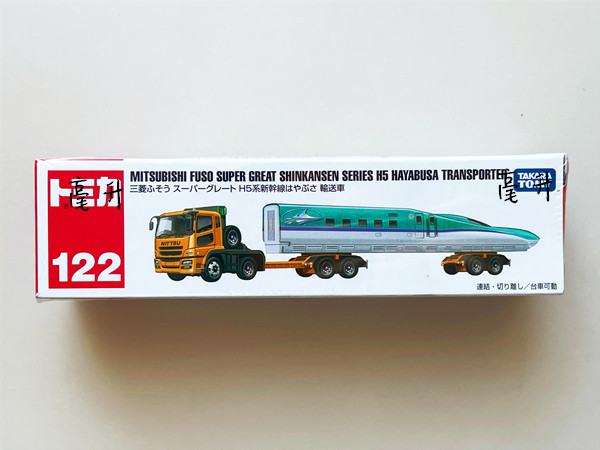 トミカ
毫升
122
MITSUBISHI FUSO SUPER GREAT SHINKANSEN SERIES H5 HAYABUSA TRANSPORTER
三菱ふそう スーパーグレート H5系新幹線はやぶさ 輸送車
TAKARA
TOMY
毫升
NITTSU
連結・切り離し／台車可動